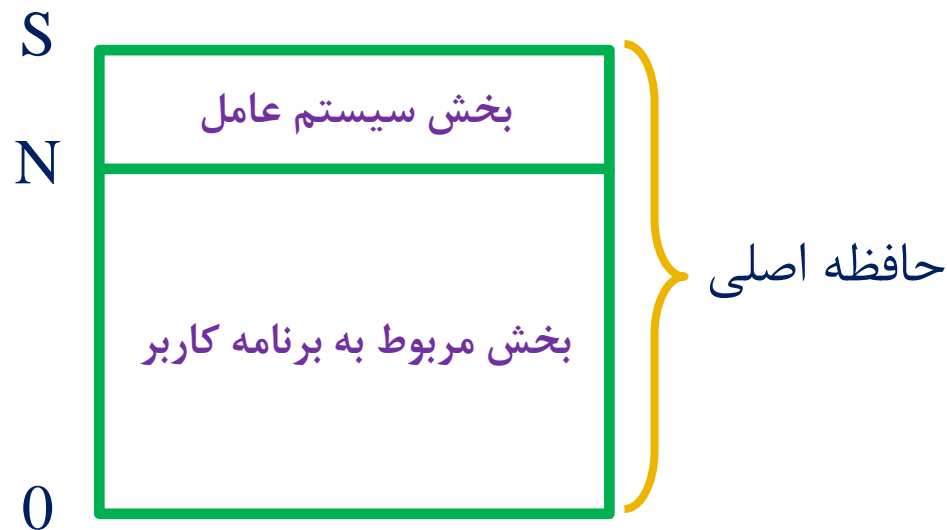 S
بخش سیستم عامل
N
حافظه اصلی
بخش مربوط به برنامه کاربر
0